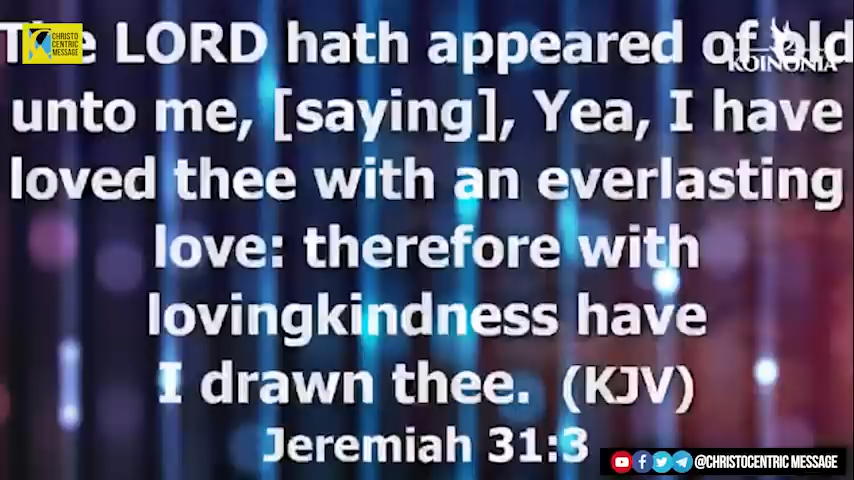 The LORD hath appeared of old
unto me, [saying], Yea, I have
loved thee with an everlasting
love: therefore with
lovingkindness have
I drawn thee. (KJV)
Jeremiah 31:3
CHRISTO
CENTRIC
MESSAGE
KOINONIA
@CHRISTOCENTRIC MESSAGE